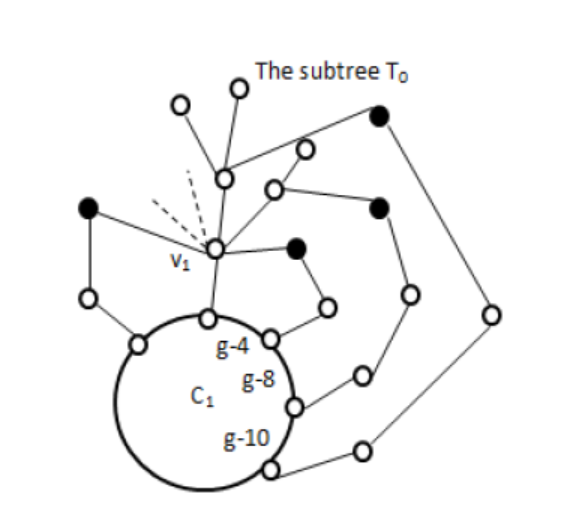 The subtree T₀
v₁
g-4
g-8
C₁
g-10